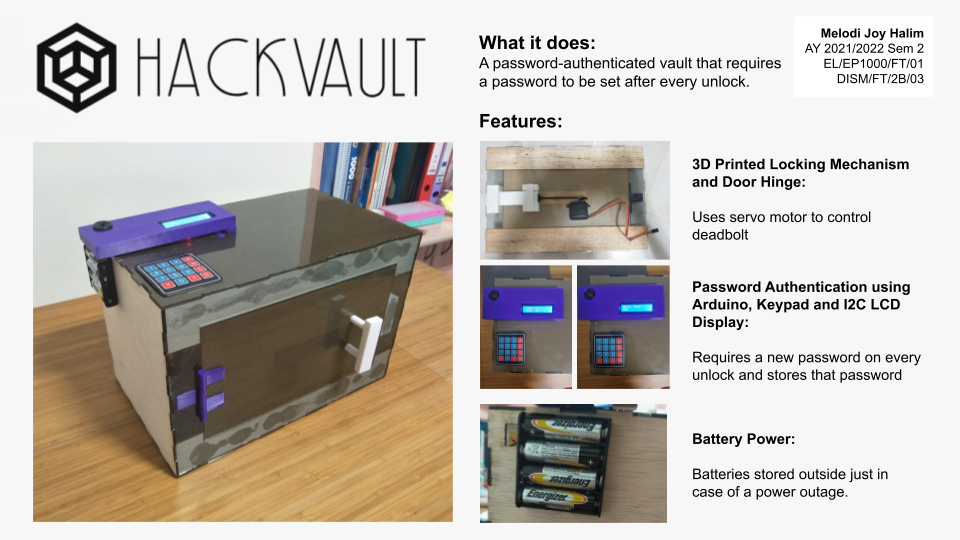 HACKVAULT
What it does:
A password-authenticated vault that requires
a password to be set after every unlock.
Melodi Joy Halim
AY 2021/2022 Sem 2
EL/EP1000/FT/01
DISM/FT/2B/03
Features:
3D Printed Locking Mechanism
and Door Hinge:
Uses servo motor to control
deadbolt
Password Authentication using
Arduino, Keypad and I2C LCD
Display:
Requires a new password on every
unlock and stores that password
Energizer
Energizer
Energizer
Energizer
Battery Power:
Batteries stored outside just in
case of a power outage.